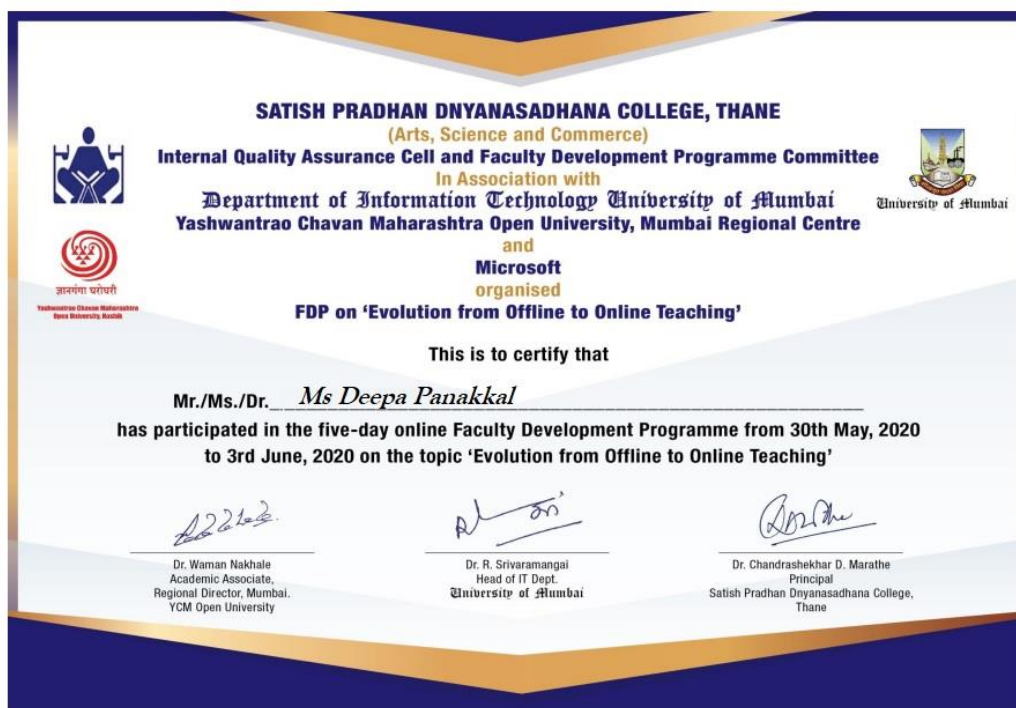 SATISH PRADHAN DNYANASADHANA COLLEGE, THANE
(Arts, Science and Commerce)
Internal Quality Assurance Cell and Faculty Development Programme Committee
In Association with
Department of Information Technology University of Mumbai
Yashwantrao Chavan Maharashtra Open University, Mumbai Regional Centre
and
Microsoft
organised
FDP on ‘Evolution from Offline to Online Teaching’
University of Mumbai
ज्ञानगंगा घरोघरी
Yashwantrao Chavan Maharashtra
Open University, Nashik
This is to certify that
Mr./Ms./Dr. Ms Deepa Panakkal
has participated in the five-day online Faculty Development Programme from 30th May, 2020
to 3rd June, 2020 on the topic ‘Evolution from Offline to Online Teaching’
Dr. Waman Nakhale
Academic Associate,
Regional Director, Mumbai.
YCM Open University
Dr. R. Srivaramangai
Head of IT Dept.
University of Mumbai
Dr. Chandrashekhar D. Marathe
Principal
Satish Pradhan Dnyanasadhana College,
Thane